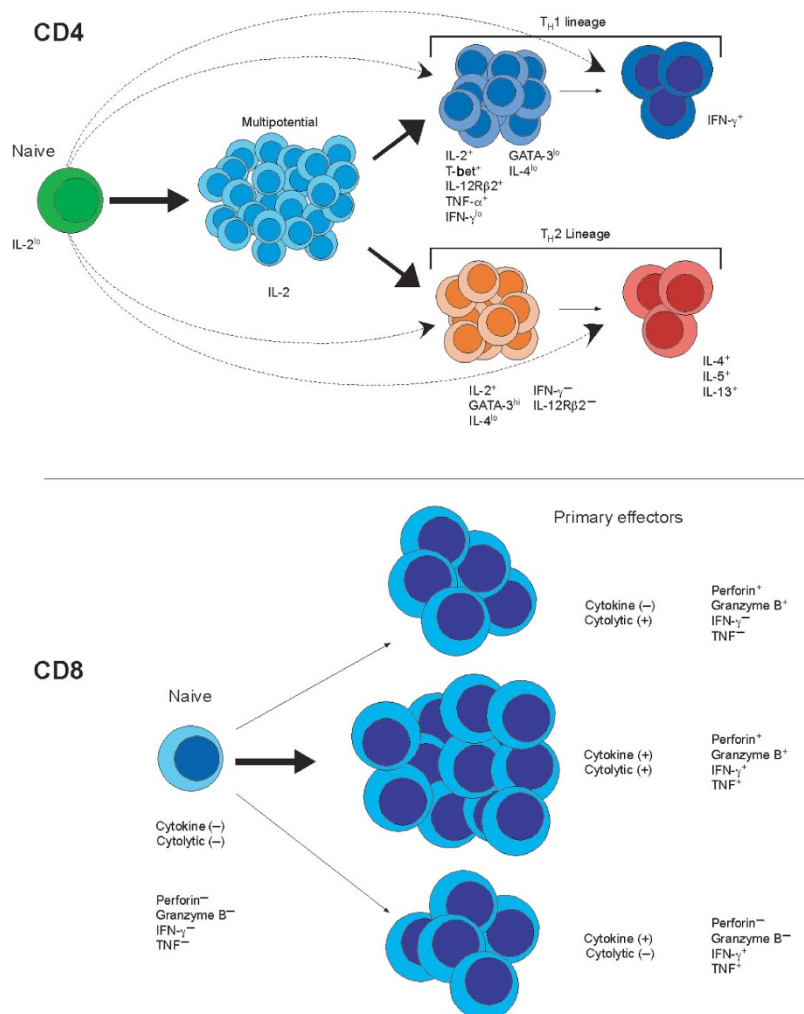 CD4
T_H1 lineage
Multipotential
Naive
IL-2ˡᵒ
IL-2
IL-2⁺
T-bet⁺
IL-12Rβ2⁺
TNF-α⁺
IFN-γˡᵒ
GATA-3ˡᵒ
IL-4ˡᵒ
IFN-γ⁺
T_H2 Lineage
IL-2⁺
GATA-3ʰⁱ
IL-4ˡᵒ
IFN-γ⁻
IL-12Rβ2⁻
IL-4⁺
IL-5⁺
IL-13⁺
Primary effectors
Cytokine (–)
Cytolytic (+)
Perforin⁺
Granzyme B⁺
IFN-γ⁻
TNF⁻
CD8
Naive
Cytokine (–)
Cytolytic (–)
Perforin⁻
Granzyme B⁻
IFN-γ⁻
TNF⁻
Cytokine (+)
Cytolytic (+)
Perforin⁺
Granzyme B⁺
IFN-γ⁺
TNF⁺
Cytokine (+)
Cytolytic (–)
Perforin⁻
Granzyme B⁻
IFN-γ⁺
TNF⁺